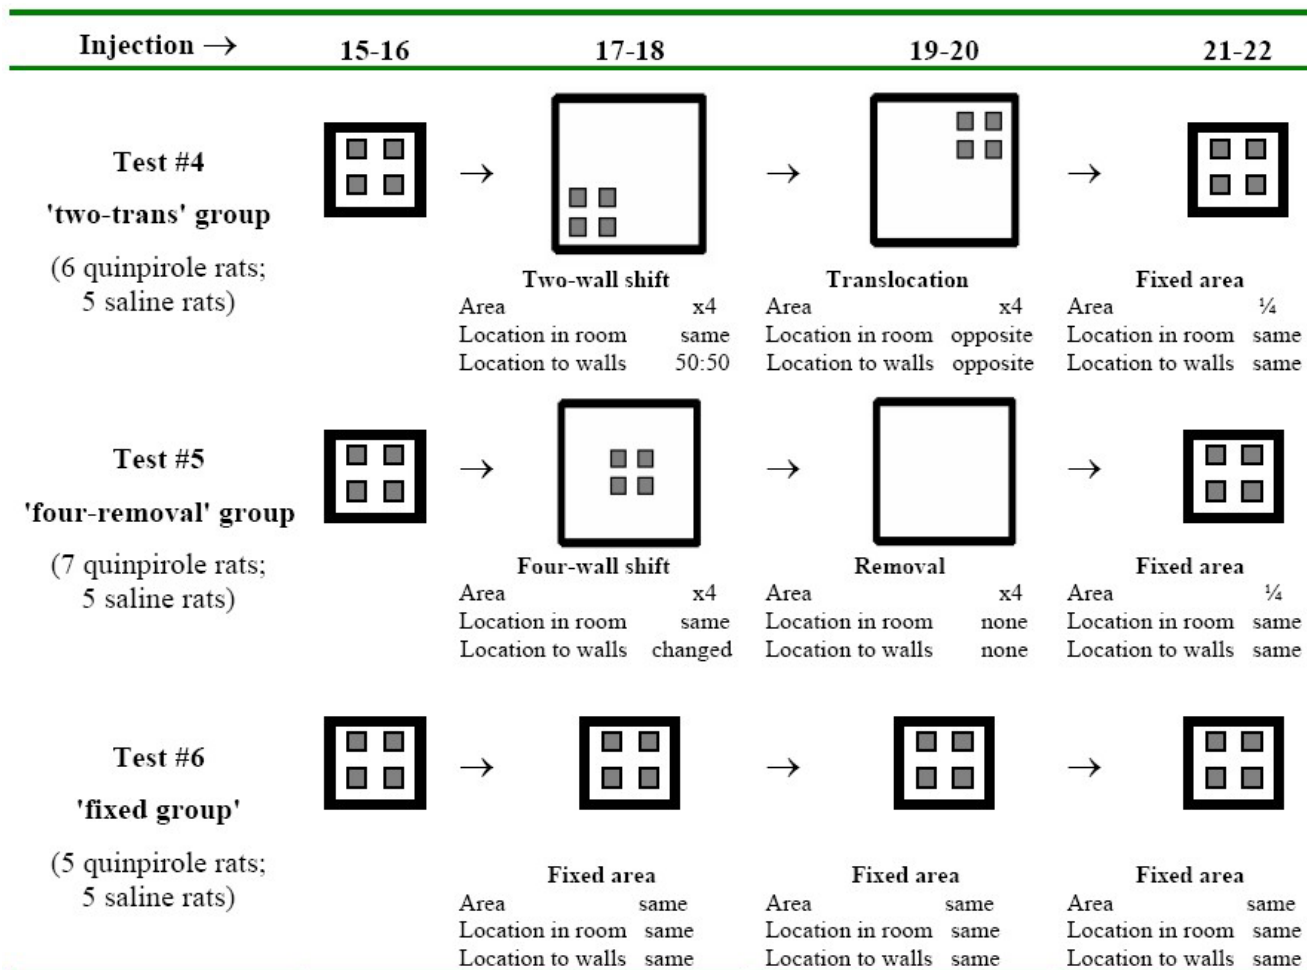 Injection → 15-16 17-18 19-20 21-22
Test #4
'two-trans' group
(6 quinpirole rats;
5 saline rats)
→ → →
Two-wall shift
Area x4
Location in room same
Location to walls 50:50
Translocation
Area x4
Location in room opposite
Location to walls opposite
Fixed area
Area ¼
Location in room same
Location to walls same
Test #5
'four-removal' group
(7 quinpirole rats;
5 saline rats)
→ → →
Four-wall shift
Area x4
Location in room same
Location to walls changed
Removal
Area x4
Location in room none
Location to walls none
Fixed area
Area ¼
Location in room same
Location to walls same
Test #6
'fixed group'
(5 quinpirole rats;
5 saline rats)
→ → →
Fixed area
Area same
Location in room same
Location to walls same
Fixed area
Area same
Location in room same
Location to walls same
Fixed area
Area same
Location in room same
Location to walls same